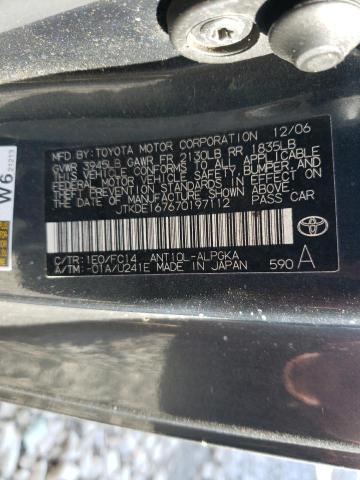 MFD.BY:TOYOTA MOTOR CORPORATION 12/06
GVWR 3945LB GAWR FR 2130LB RR 1835LB
THIS VEHICLE CONFORMS TO ALL APPLICABLE
FEDERAL MOTOR VEHICLE SAFETY, BUMPER, AND
THEFT PREVENTION STANDARDS IN EFFECT ON
THE DATE OF MANUFACTURE SHOWN ABOVE.
JTKDE167670197112 PASS CAR
C/TR:1E0/FC14 ANT10L-ALPGKA
A/TM:-01A/U241E MADE IN JAPAN 590 A
W6